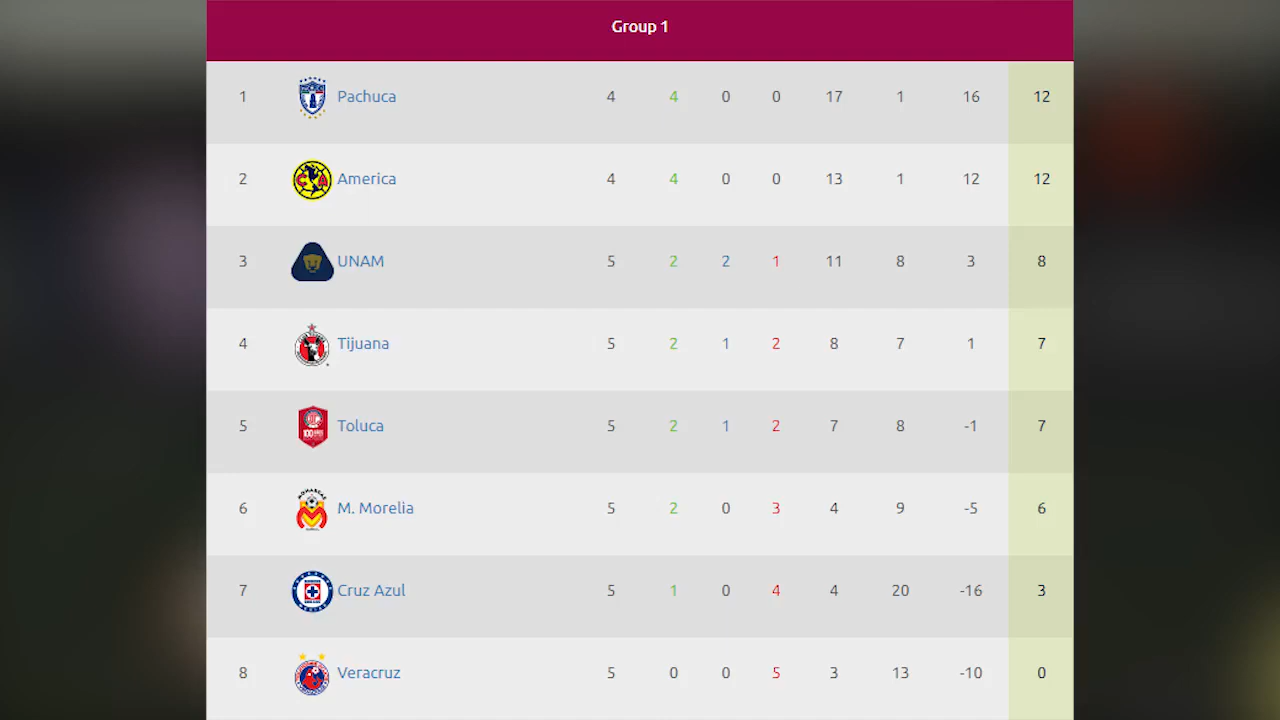 Group 1
1 Pachuca 4 4 0 0 17 1 16 12
2 America 4 4 0 0 13 1 12 12
3 UNAM 5 2 2 1 11 8 3 8
4 Tijuana 5 2 1 2 8 7 1 7
5 Toluca 5 2 1 2 7 8 -1 7
6 M. Morelia 5 2 0 3 4 9 -5 6
7 Cruz Azul 5 1 0 4 4 20 -16 3
8 Veracruz 5 0 0 5 3 13 -10 0